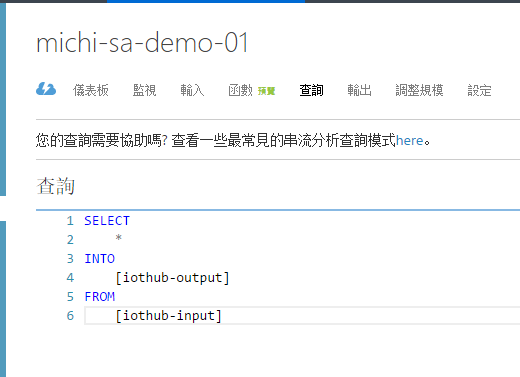 michi-sa-demo-01
儀表板 監視 輸入 函數 預覽 查詢 輸出 調整規模 設定
您的查詢需要協助嗎? 查看一些最常見的串流分析查詢模式here。
查詢
1 SELECT
2 *
3 INTO
4 [iothub-output]
5 FROM
6 [iothub-input]